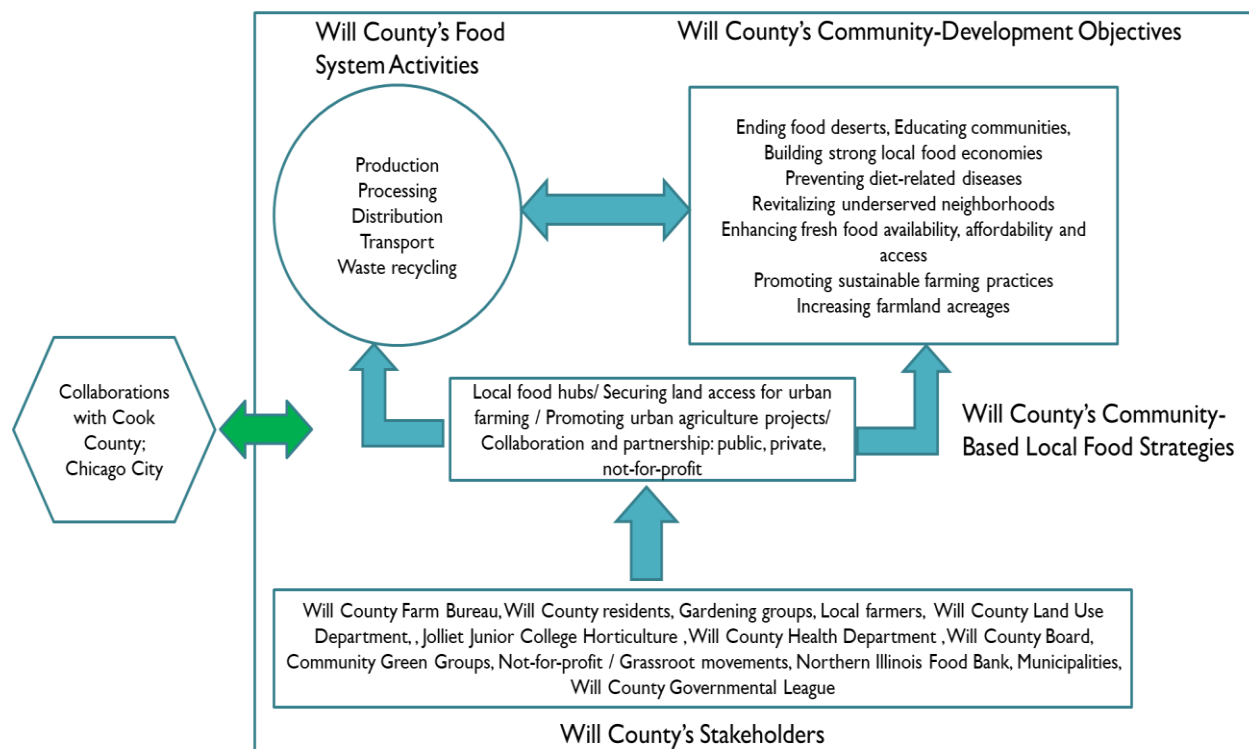 Will County's Food
System Activities
Will County's Community-Development Objectives
Production
Processing
Distribution
Transport
Waste recycling
Ending food deserts, Educating communities,
Building strong local food economies
Preventing diet-related diseases
Revitalizing underserved neighborhoods
Enhancing fresh food availability, affordability and
access
Promoting sustainable farming practices
Increasing farmland acreages
Collaborations
with Cook
County;
Chicago City
Local food hubs/ Securing land access for urban
farming / Promoting urban agriculture projects/
Collaboration and partnership: public, private,
not-for-profit
Will County's Community-
Based Local Food Strategies
Will County Farm Bureau, Will County residents, Gardening groups, Local farmers, Will County Land Use
Department, , Jolliet Junior College Horticulture , Will County Health Department , Will County Board,
Community Green Groups, Not-for-profit / Grassroot movements, Northern Illinois Food Bank, Municipalities,
Will County Governmental League
Will County's Stakeholders